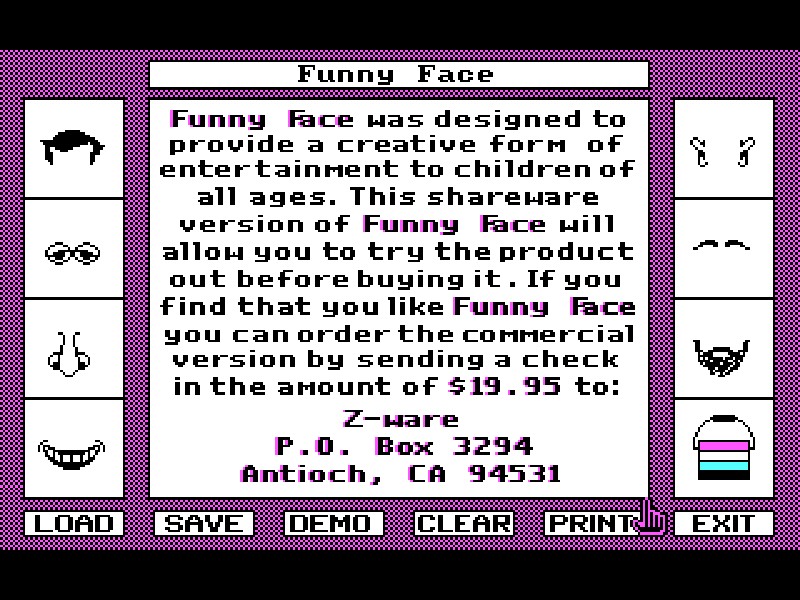 Funny Face
Funny Face was designed to
provide a creative form of
entertainment to children of
all ages. This shareware
version of Funny Face will
allow you to try the product
out before buying it. If you
find that you like Funny Face
you can order the commercial
version by sending a check
in the amount of $19.95 to:
Z-ware
P.O. Box 3294
Antioch, CA 94531
LOAD SAVE DEMO CLEAR PRINT EXIT